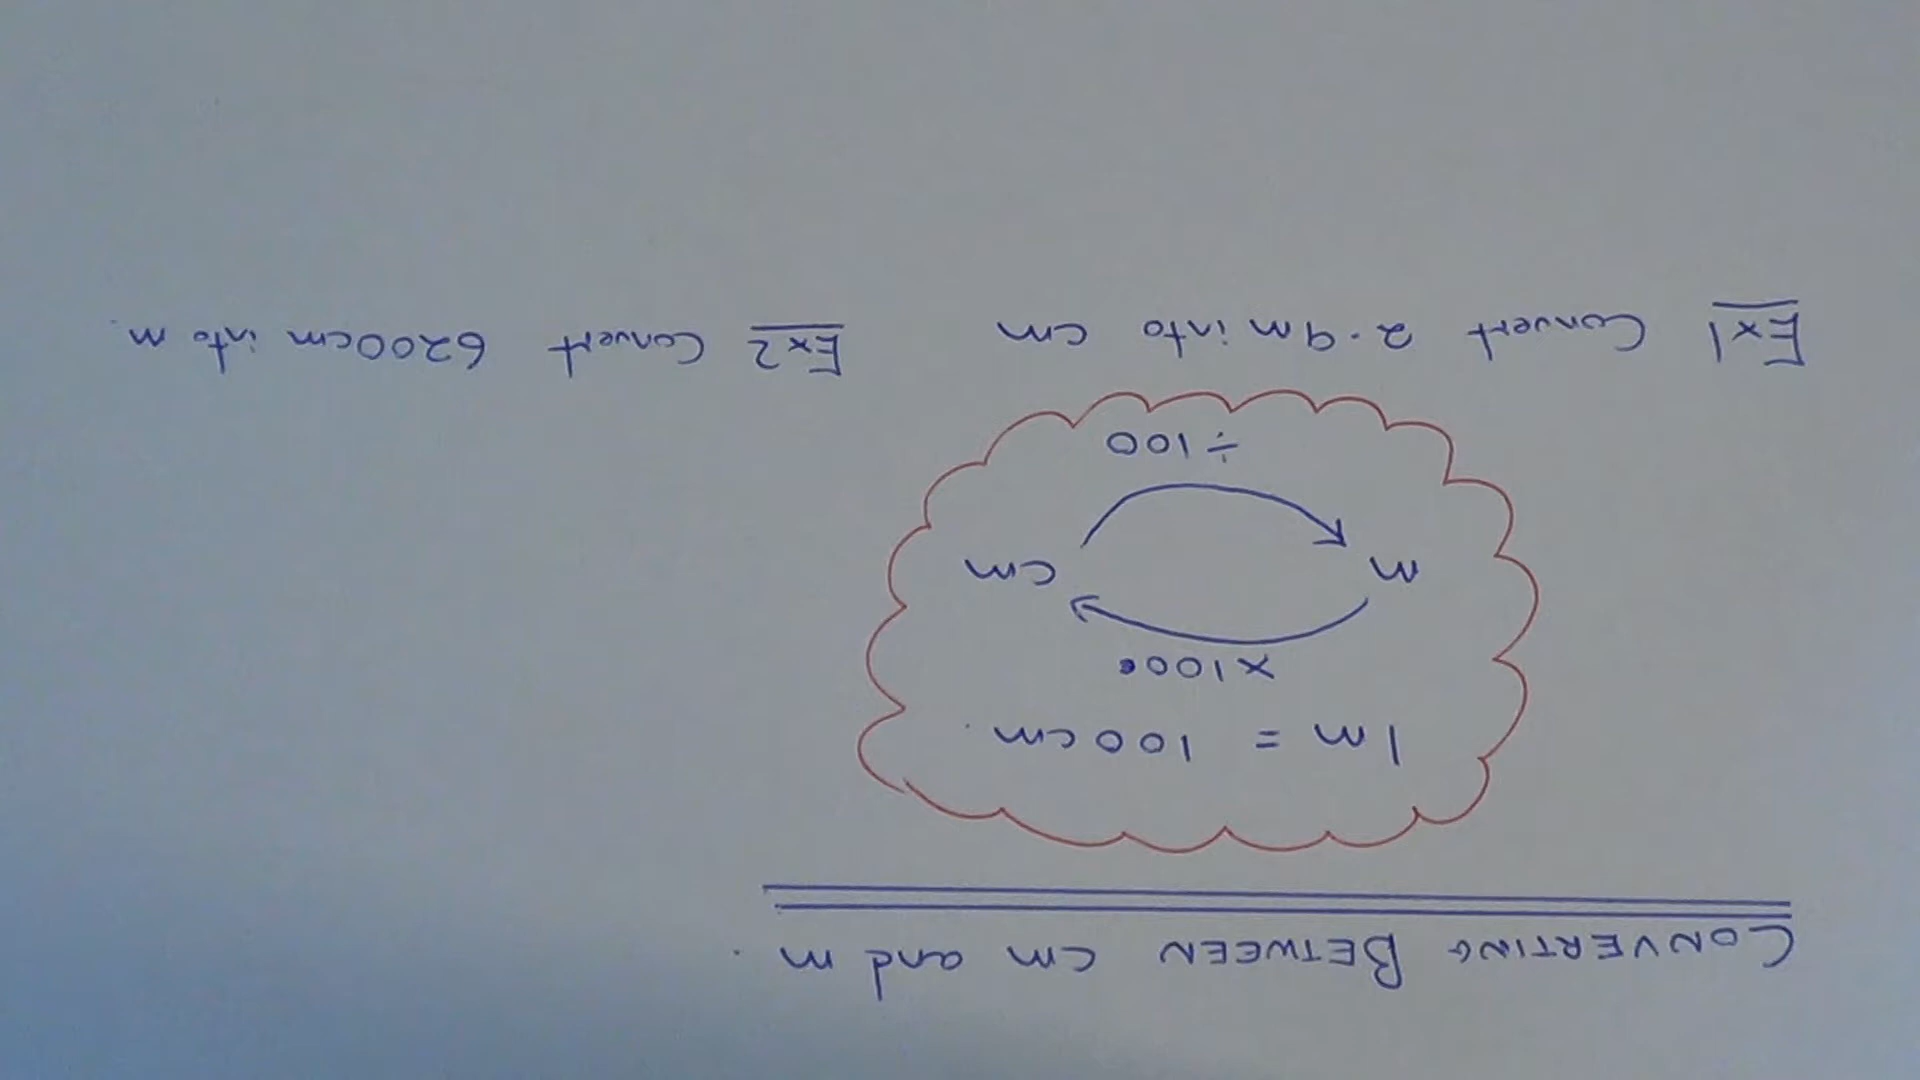 CONVERTING BETWEEN cm and m.
1m = 100cm.
×100
m cm
÷100
Ex1 Convert 2.9m into cm
Ex2 Convert 6200cm into m.